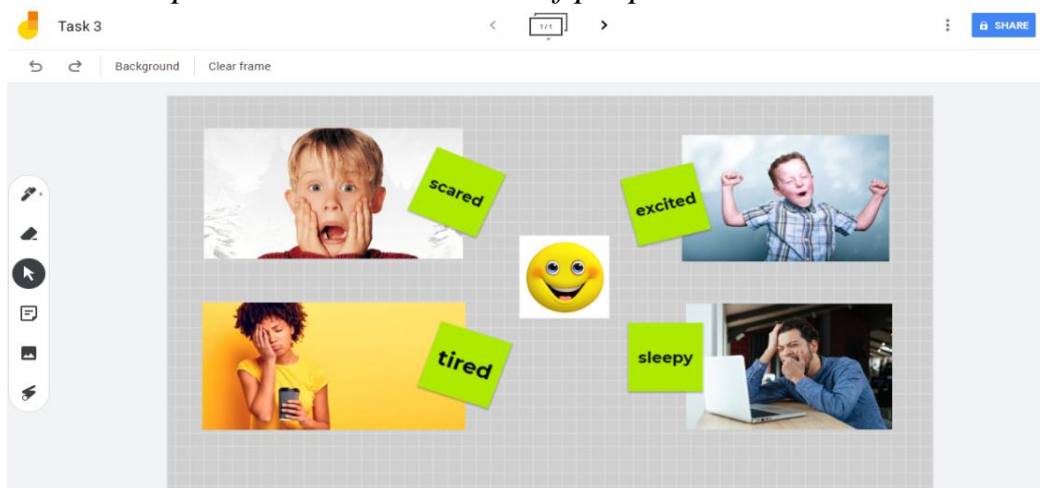 Task 3
1/1
SHARE
Background
Clear frame
scared
excited
tired
sleepy